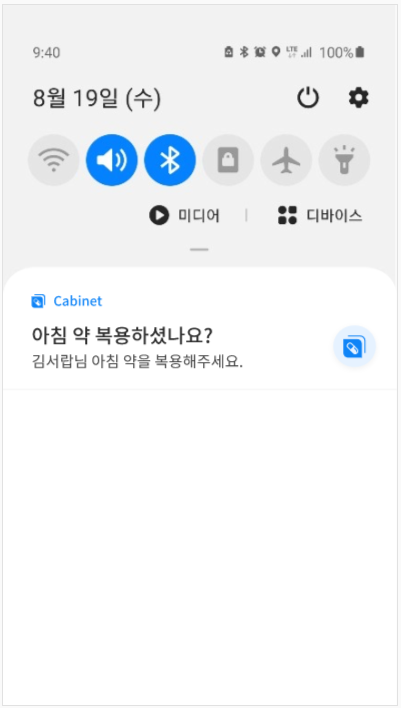 9:40
LTE
100%
8월 19일 (수)
미디어 | 디바이스
Cabinet
아침 약 복용하셨나요?
김서랍님 아침 약을 복용해주세요.